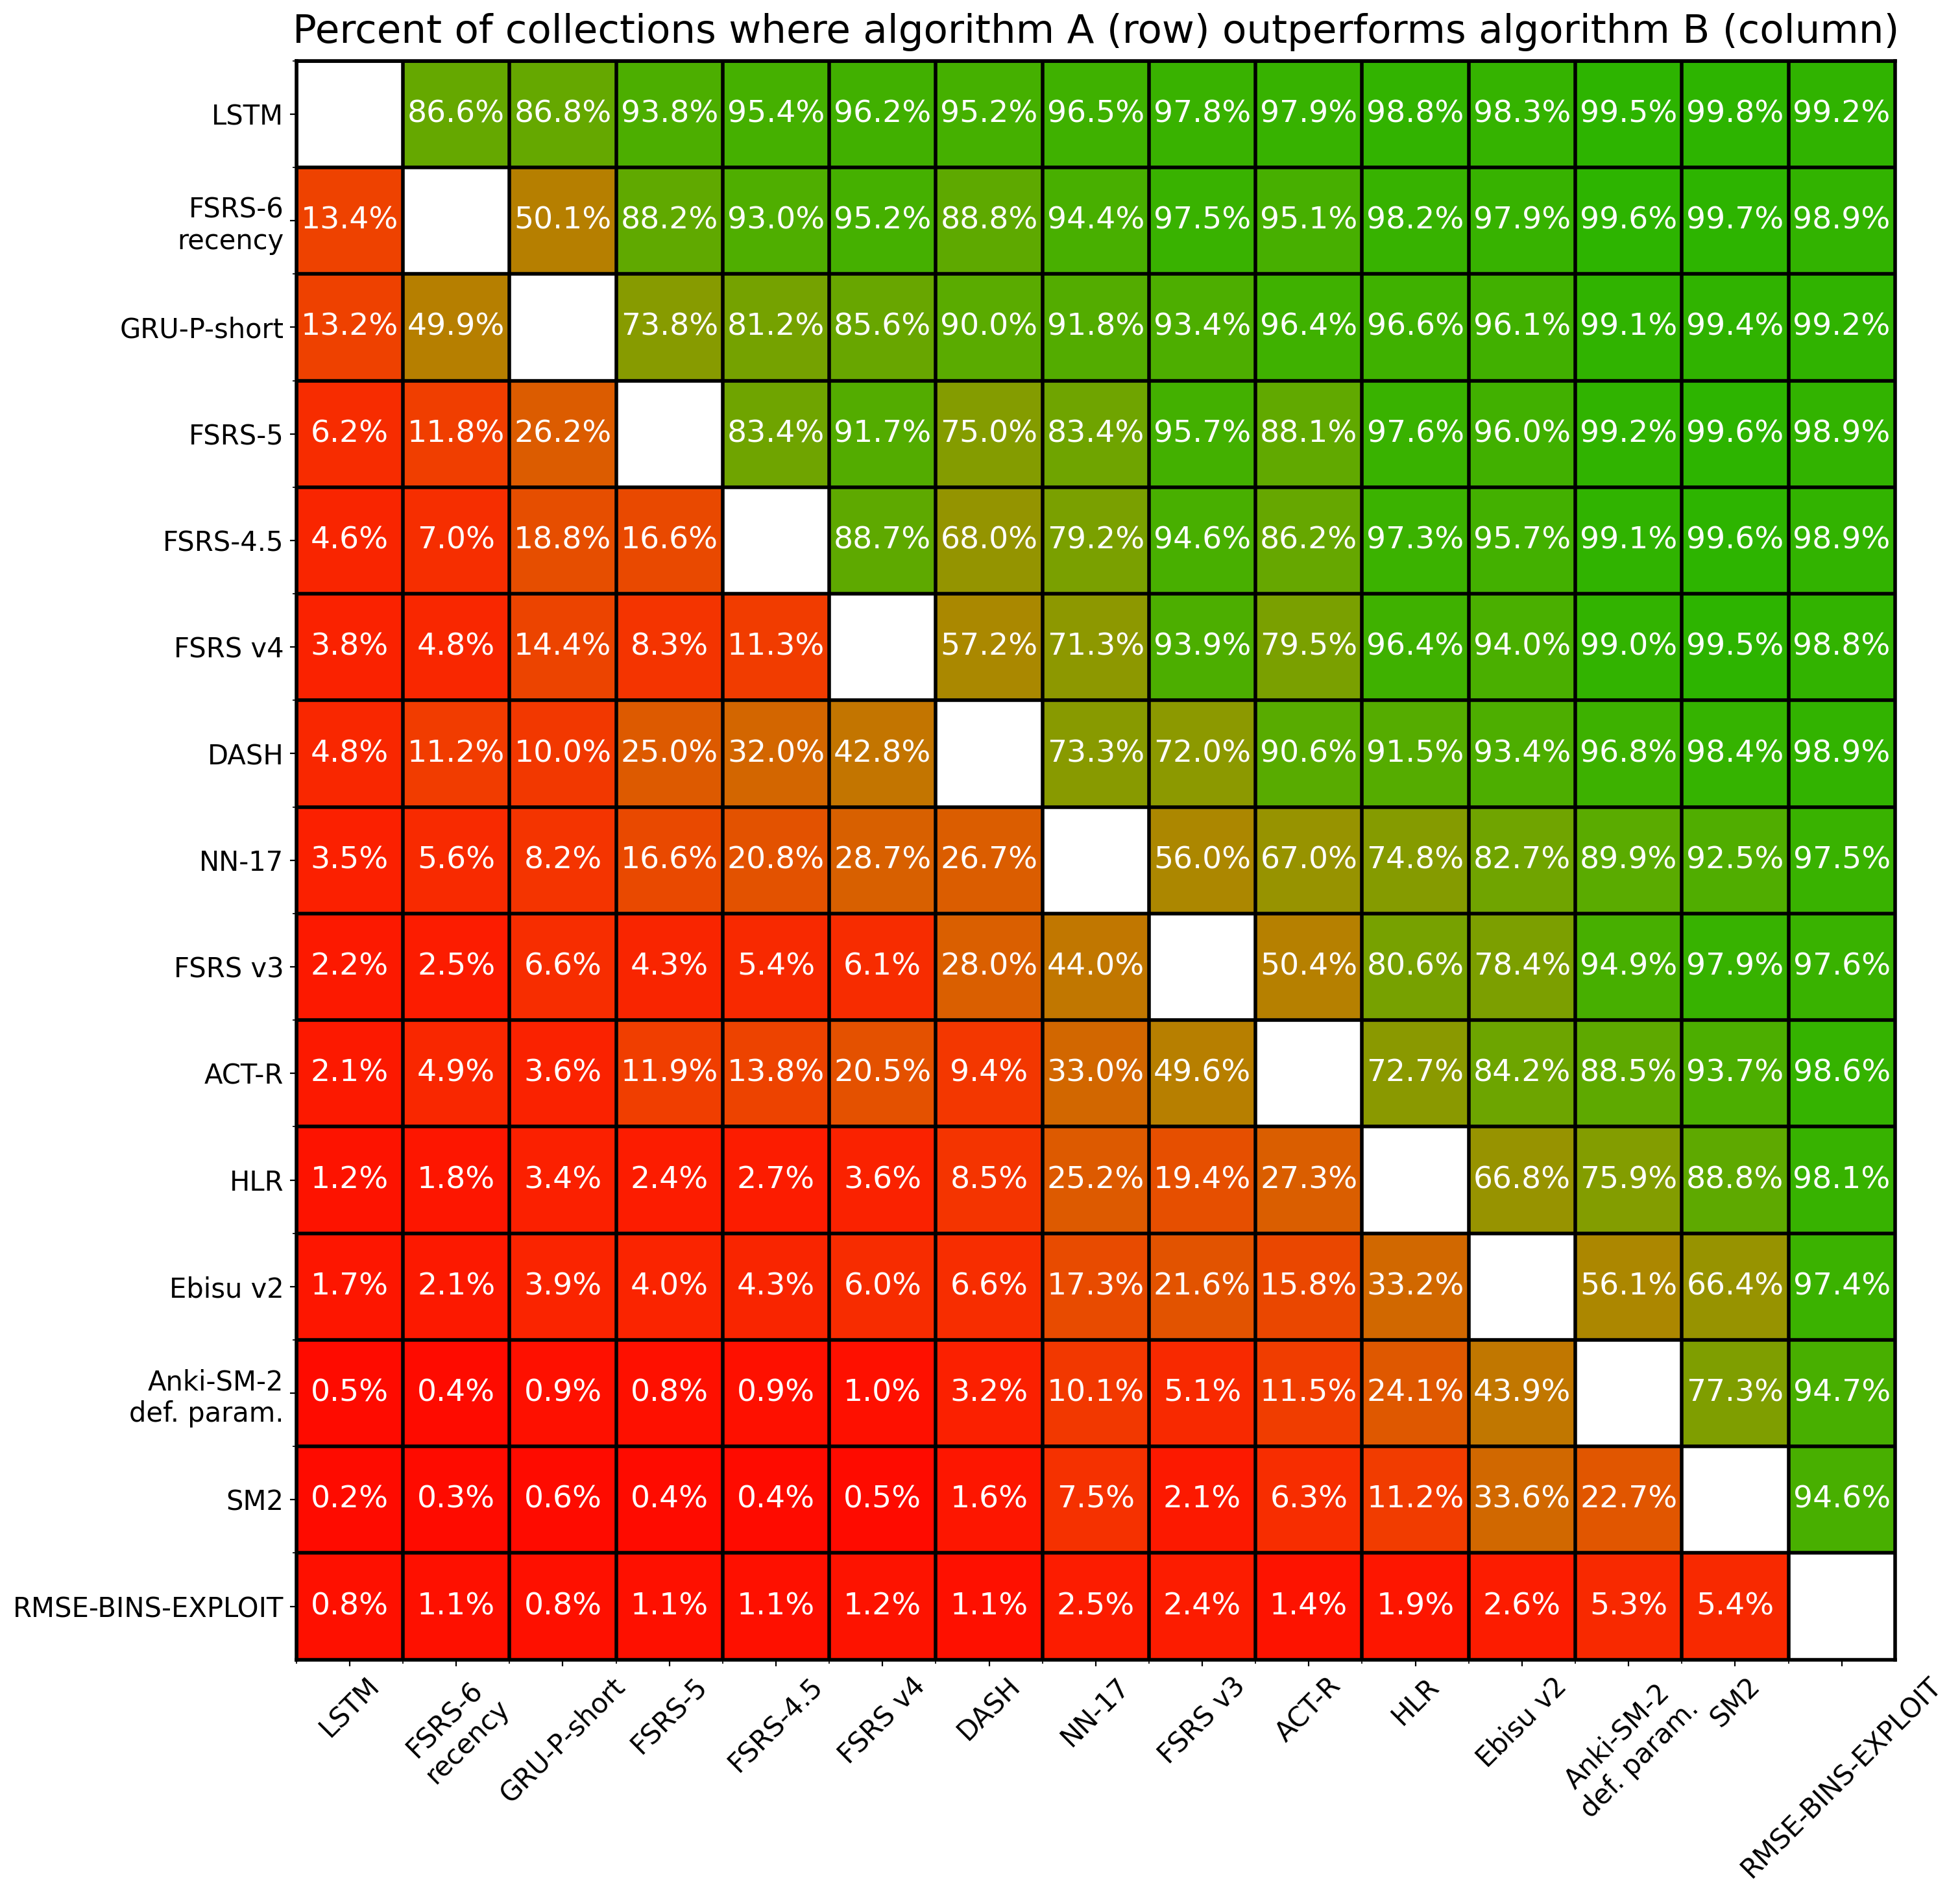 Percent of collections where algorithm A (row) outperforms algorithm B (column)
LSTM 86.6% 86.8% 93.8% 95.4% 96.2% 95.2% 96.5% 97.8% 97.9% 98.8% 98.3% 99.5% 99.8% 99.2%
FSRS-6
recency 13.4% 50.1% 88.2% 93.0% 95.2% 88.8% 94.4% 97.5% 95.1% 98.2% 97.9% 99.6% 99.7% 98.9%
GRU-P-short 13.2% 49.9% 73.8% 81.2% 85.6% 90.0% 91.8% 93.4% 96.4% 96.6% 96.1% 99.1% 99.4% 99.2%
FSRS-5 6.2% 11.8% 26.2% 83.4% 91.7% 75.0% 83.4% 95.7% 88.1% 97.6% 96.0% 99.2% 99.6% 98.9%
FSRS-4.5 4.6% 7.0% 18.8% 16.6% 88.7% 68.0% 79.2% 94.6% 86.2% 97.3% 95.7% 99.1% 99.6% 98.9%
FSRS v4 3.8% 4.8% 14.4% 8.3% 11.3% 57.2% 71.3% 93.9% 79.5% 96.4% 94.0% 99.0% 99.5% 98.8%
DASH 4.8% 11.2% 10.0% 25.0% 32.0% 42.8% 73.3% 72.0% 90.6% 91.5% 93.4% 96.8% 98.4% 98.9%
NN-17 3.5% 5.6% 8.2% 16.6% 20.8% 28.7% 26.7% 56.0% 67.0% 74.8% 82.7% 89.9% 92.5% 97.5%
FSRS v3 2.2% 2.5% 6.6% 4.3% 5.4% 6.1% 28.0% 44.0% 50.4% 80.6% 78.4% 94.9% 97.9% 97.6%
ACT-R 2.1% 4.9% 3.6% 11.9% 13.8% 20.5% 9.4% 33.0% 49.6% 72.7% 84.2% 88.5% 93.7% 98.6%
HLR 1.2% 1.8% 3.4% 2.4% 2.7% 3.6% 8.5% 25.2% 19.4% 27.3% 66.8% 75.9% 88.8% 98.1%
Ebisu v2 1.7% 2.1% 3.9% 4.0% 4.3% 6.0% 6.6% 17.3% 21.6% 15.8% 33.2% 56.1% 66.4% 97.4%
Anki-SM-2
def. param. 0.5% 0.4% 0.9% 0.8% 0.9% 1.0% 3.2% 10.1% 5.1% 11.5% 24.1% 43.9% 77.3% 94.7%
SM2 0.2% 0.3% 0.6% 0.4% 0.4% 0.5% 1.6% 7.5% 2.1% 6.3% 11.2% 33.6% 22.7% 94.6%
RMSE-BINS-EXPLOIT 0.8% 1.1% 0.8% 1.1% 1.1% 1.2% 1.1% 2.5% 2.4% 1.4% 1.9% 2.6% 5.3% 5.4%
LSTM
FSRS-6
recency
GRU-P-short
FSRS-5
FSRS-4.5
FSRS v4
DASH
NN-17
FSRS v3
ACT-R
HLR
Ebisu v2
Anki-SM-2
def. param.
SM2
RMSE-BINS-EXPLOIT